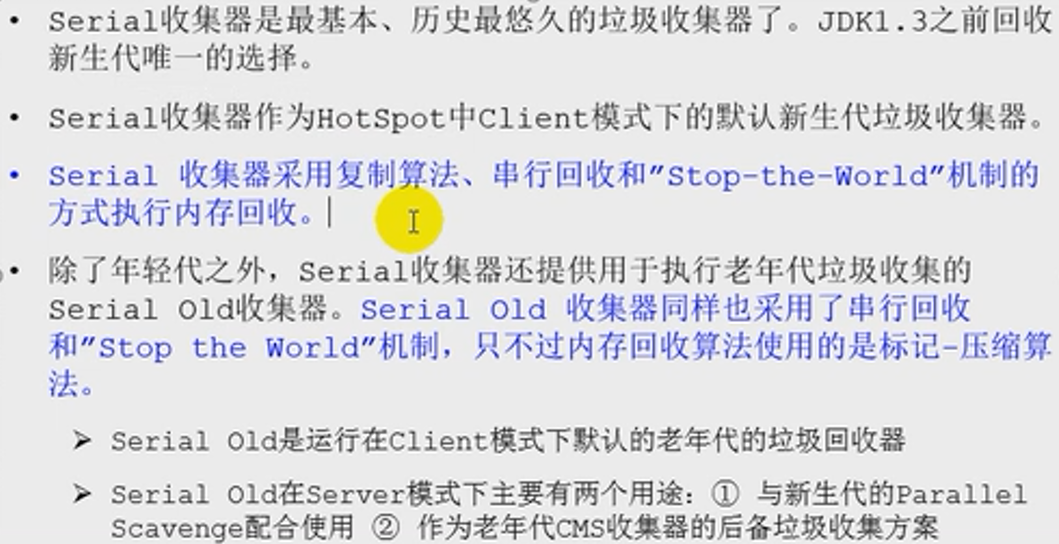 • Serial收集器是最基本、历史最悠久的垃圾收集器了。JDK1.3之前回收
新生代唯一的选择。
• Serial收集器作为HotSpot中Client模式下的默认新生代垃圾收集器。
• Serial 收集器采用复制算法、串行回收和"Stop-the-World"机制的
方式执行内存回收。
• 除了年轻代之外，Serial收集器还提供用于执行老年代垃圾收集的
Serial Old收集器。Serial Old 收集器同样也采用了串行回收
和"Stop the World"机制，只不过内存回收算法使用的是标记-压缩算
法。
➢ Serial Old是运行在Client模式下默认的老年代的垃圾回收器
➢ Serial Old在Server模式下主要有两个用途：① 与新生代的Parallel
Scavenge配合使用 ② 作为老年代CMS收集器的后备垃圾收集方案